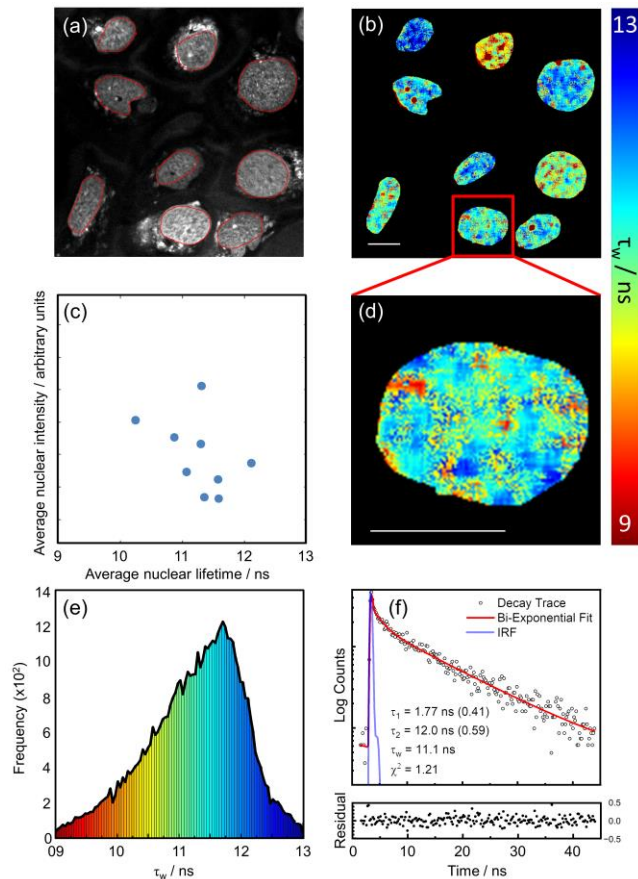 (a)
(b)
13
τw / ns
9
(c)
Average nuclear intensity / arbitrary units
9 10 11 12 13
Average nuclear lifetime / ns
(d)
(e)
14
12
10
8
6
4
2
0
Frequency (x10²)
09 10 11 12 13
τw / ns
(f)
Decay Trace
Bi-Exponential Fit
IRF
Log Counts
τ1 = 1.77 ns (0.41)
τ2 = 12.0 ns (0.59)
τw = 11.1 ns
χ² = 1.21
Residual
0.5
0.0
-0.5
0 10 20 30 40
Time / ns